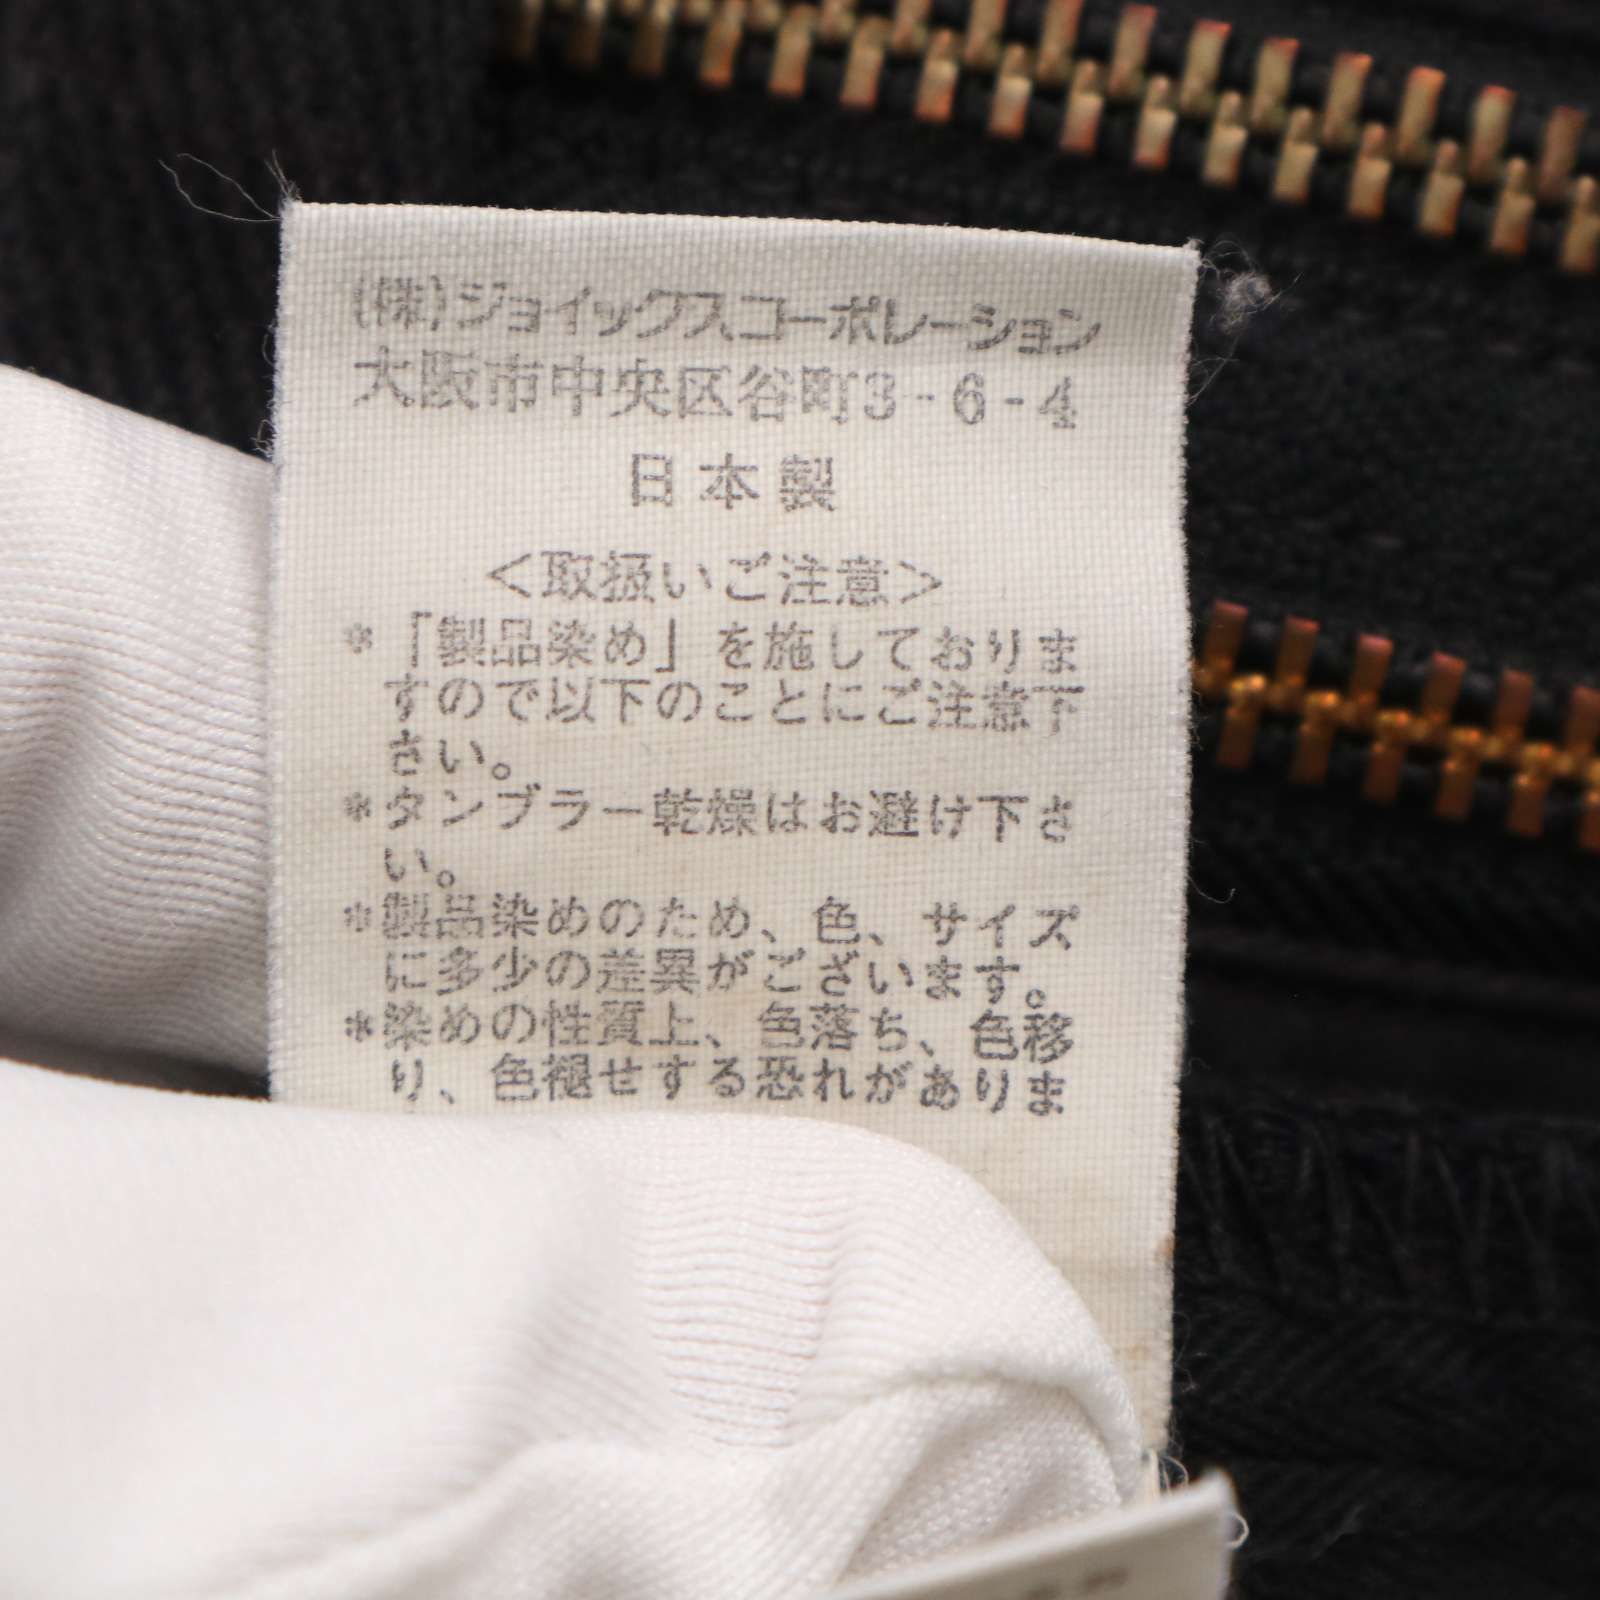 (株)ジョイックスコーポレーション
大阪市中央区谷町3-6-4
日本製
<取扱いご注意>
*「製品染め」を施しておりま
すので以下のことにご注意下
さい。
*タンブラー乾燥はお避け下さ
い。
*製品染めのため、色、サイズ
に多少の差異がございます。
*染めの性質上、色落ち、色移
り、色褪せする恐れがありま